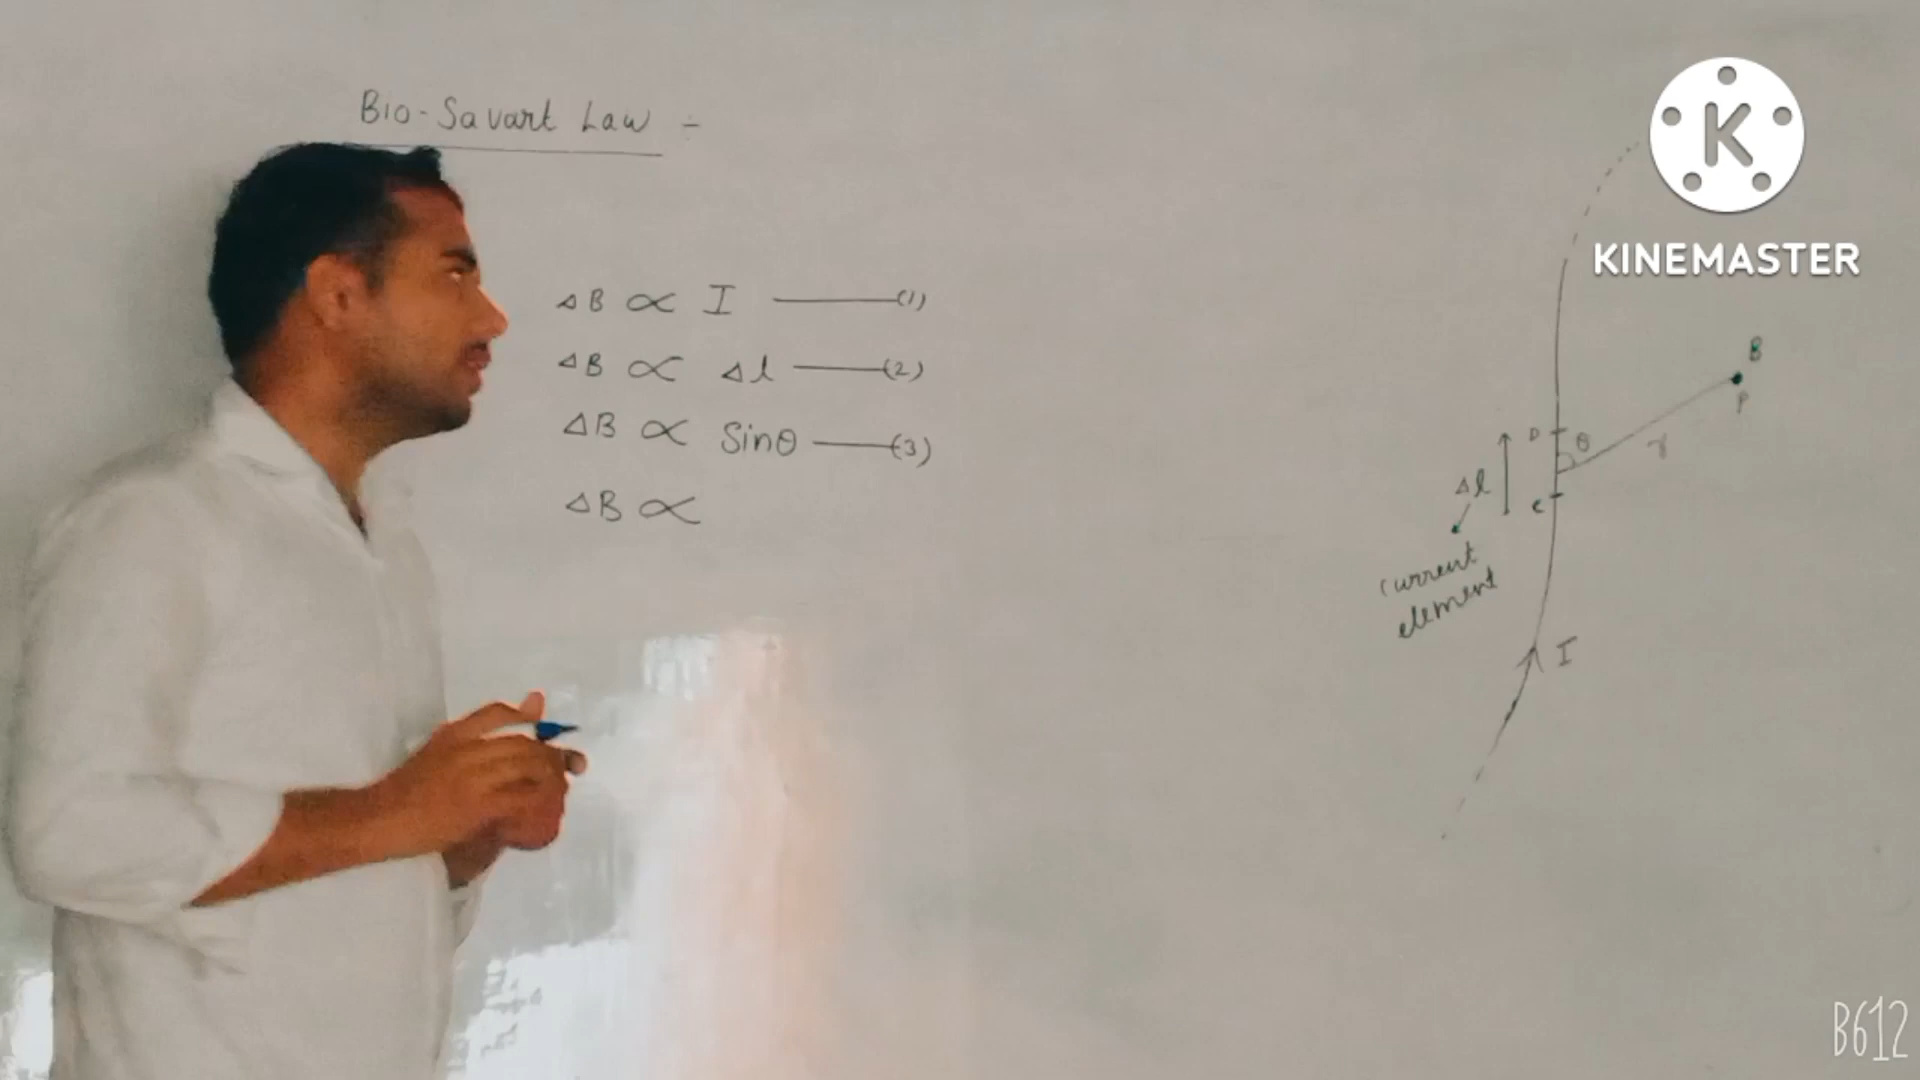 Bio-Savart Law :-
ΔB ∝ I ———(1)
ΔB ∝ Δl ———(2)
ΔB ∝ Sinθ ———(3)
ΔB ∝
K
KINEMASTER
B
P
D
θ
r
Δl
C
current
element
I
B612